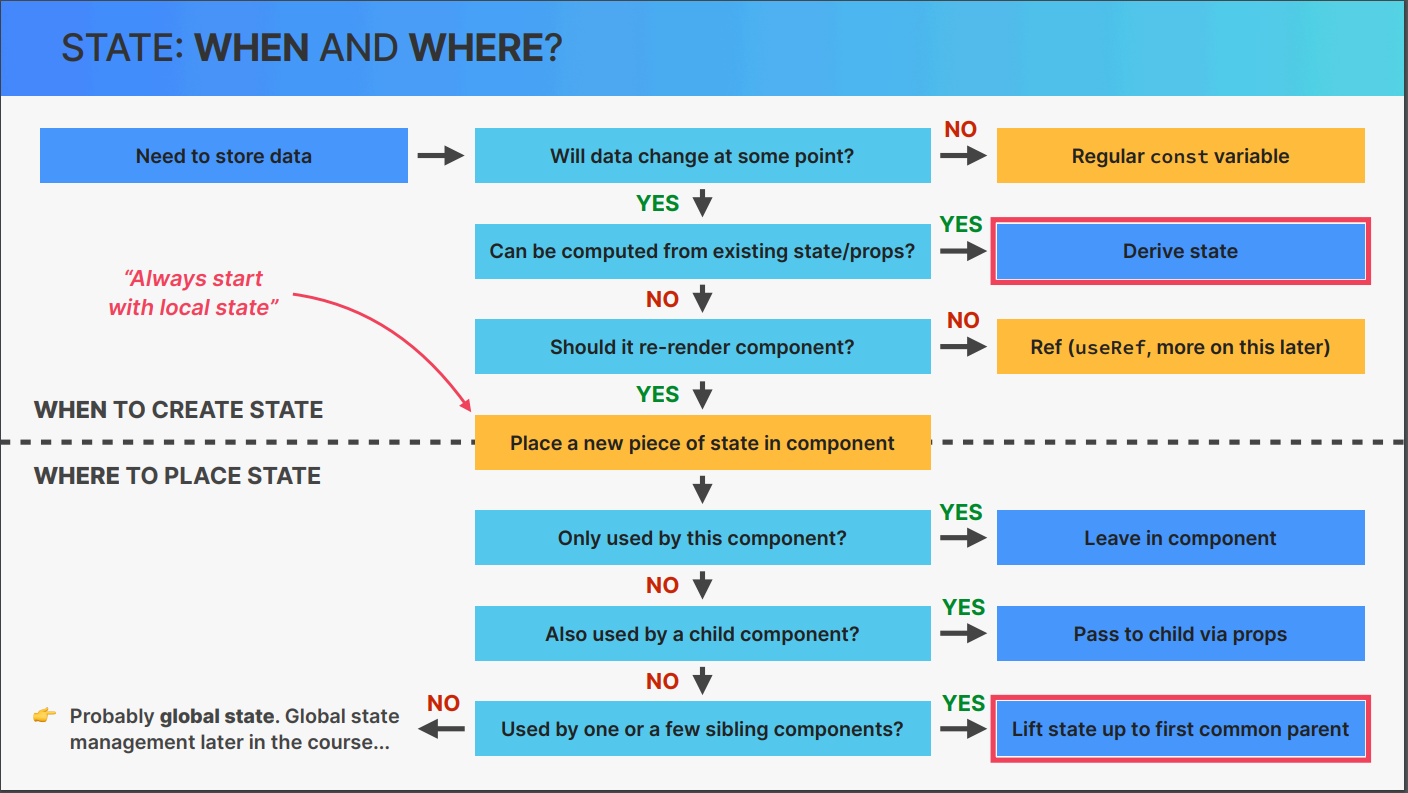 STATE: WHEN AND WHERE?
Need to store data
Will data change at some point?
NO
Regular const variable
YES
Can be computed from existing state/props?
YES
Derive state
“Always start
with local state”
NO
Should it re-render component?
NO
Ref (useRef, more on this later)
YES
WHEN TO CREATE STATE
Place a new piece of state in component
WHERE TO PLACE STATE
Only used by this component?
YES
Leave in component
NO
Also used by a child component?
YES
Pass to child via props
NO
Used by one or a few sibling components?
YES
Lift state up to first common parent
NO
👉 Probably global state. Global state
management later in the course...